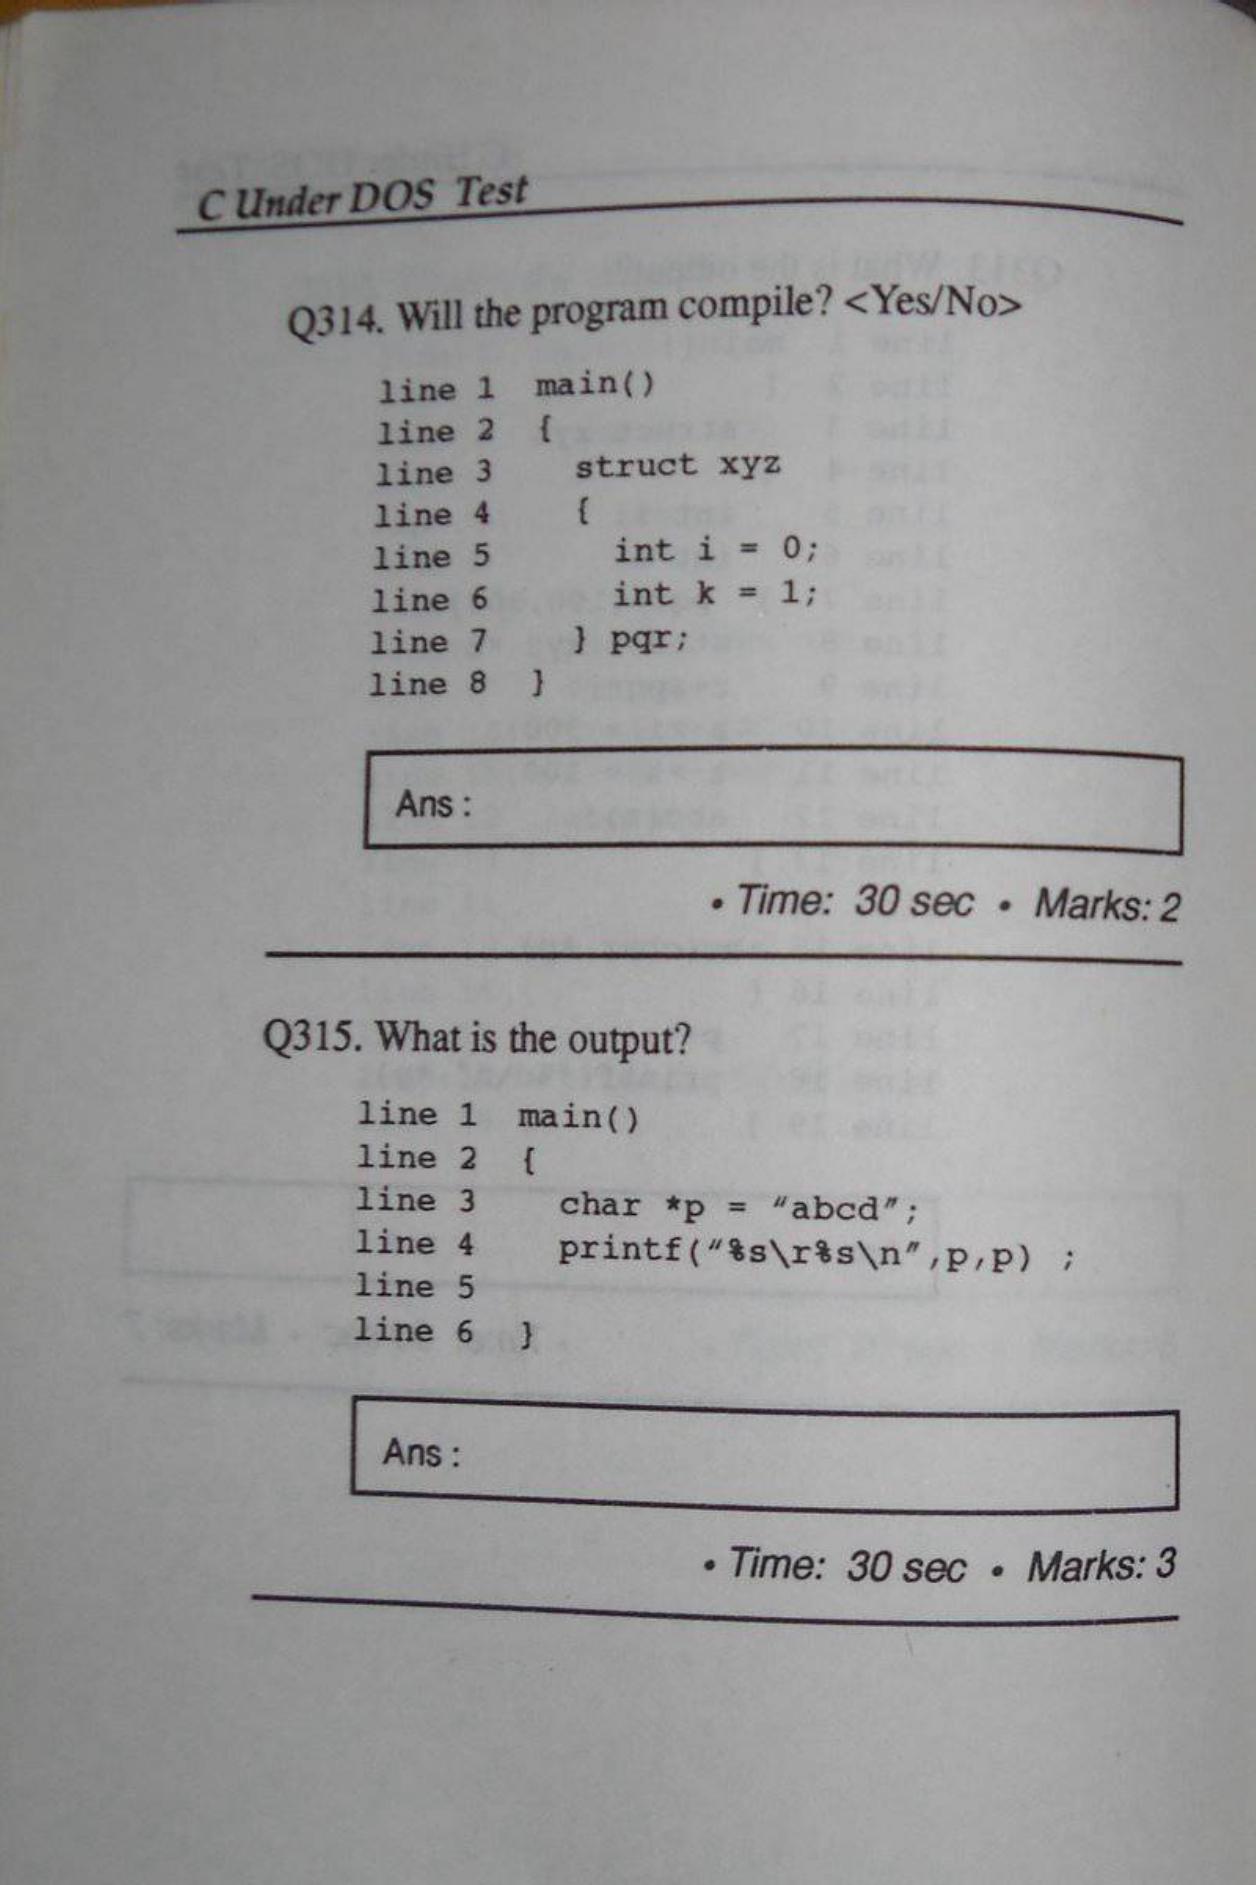 C Under DOS Test
Q314. Will the program compile? <Yes/No>
line 1 main()
line 2 {
line 3 struct xyz
line 4 {
line 5 int i = 0;
line 6 int k = 1;
line 7 } pqr;
line 8 }
Ans :
• Time: 30 sec • Marks: 2
Q315. What is the output?
line 1 main()
line 2 {
line 3 char *p = "abcd";
line 4 printf("%s\r%s\n",p,p) ;
line 5
line 6 }
Ans :
• Time: 30 sec • Marks: 3